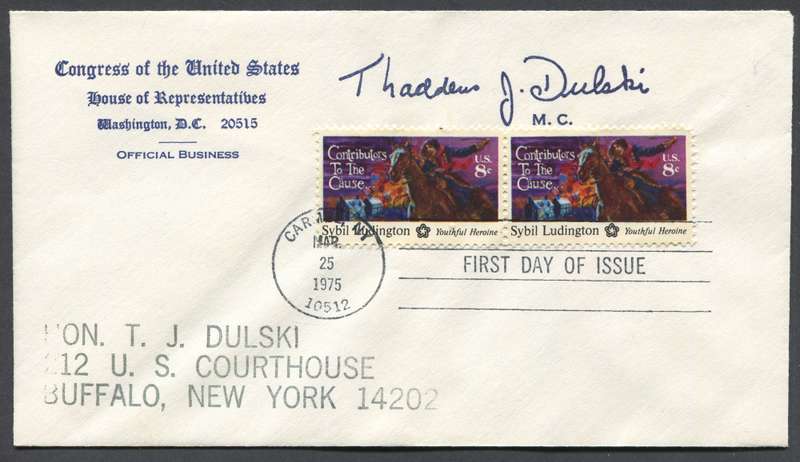 Congress of the United States
House of Representatives
Washington, D.C. 20515
OFFICIAL BUSINESS
Thaddeus J. Dulski
M. C.
Contributors
To The
Cause...
U.S.
8c
Sybil Ludington Youthful Heroine
Contributors
To The
Cause...
U.S.
8c
Sybil Ludington Youthful Heroine
MAR
25
1975
10512
FIRST DAY OF ISSUE
HON. T. J. DULSKI
U. S. COURTHOUSE
BUFFALO, NEW YORK 14202